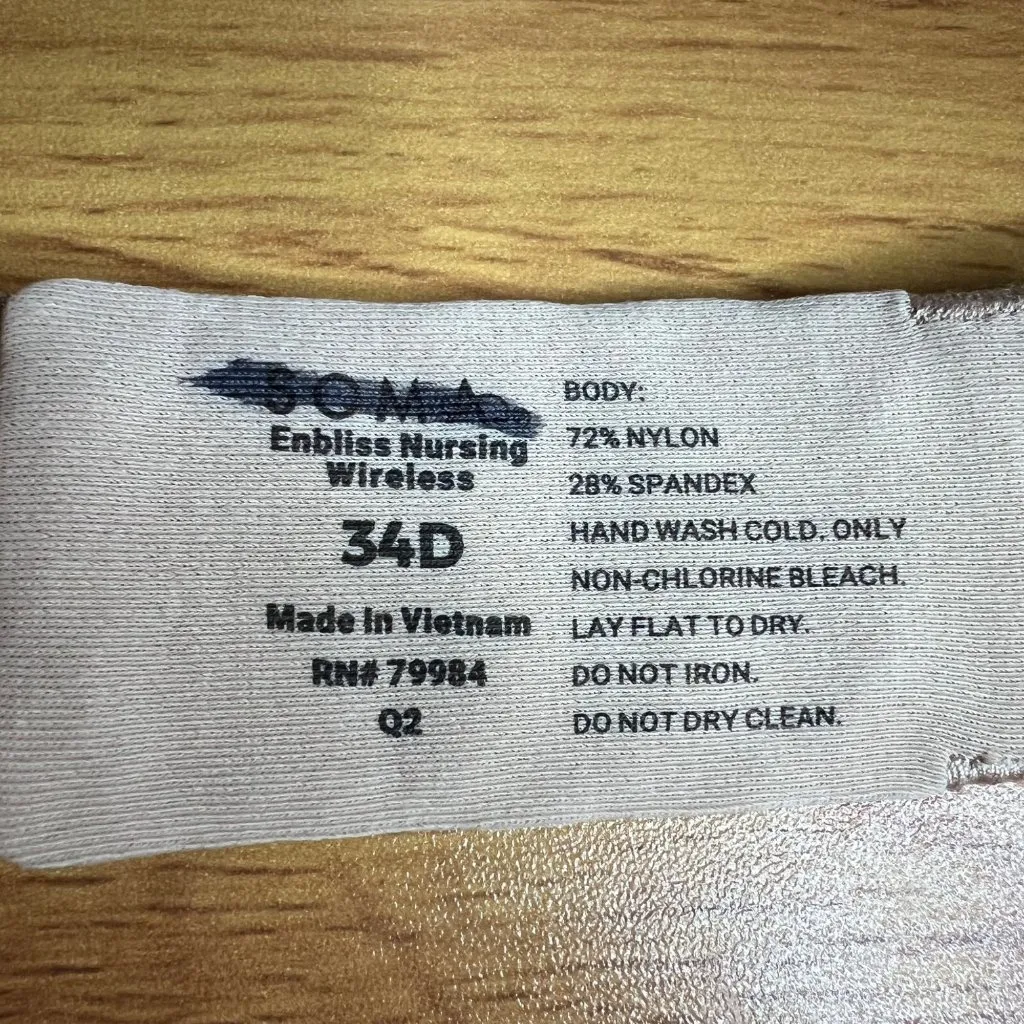 SOMA
Enbliss Nursing
Wireless
34D
Made in Vietnam
RN# 79984
Q2
BODY:
72% NYLON
28% SPANDEX
HAND WASH COLD. ONLY
NON-CHLORINE BLEACH.
LAY FLAT TO DRY.
DO NOT IRON.
DO NOT DRY CLEAN.